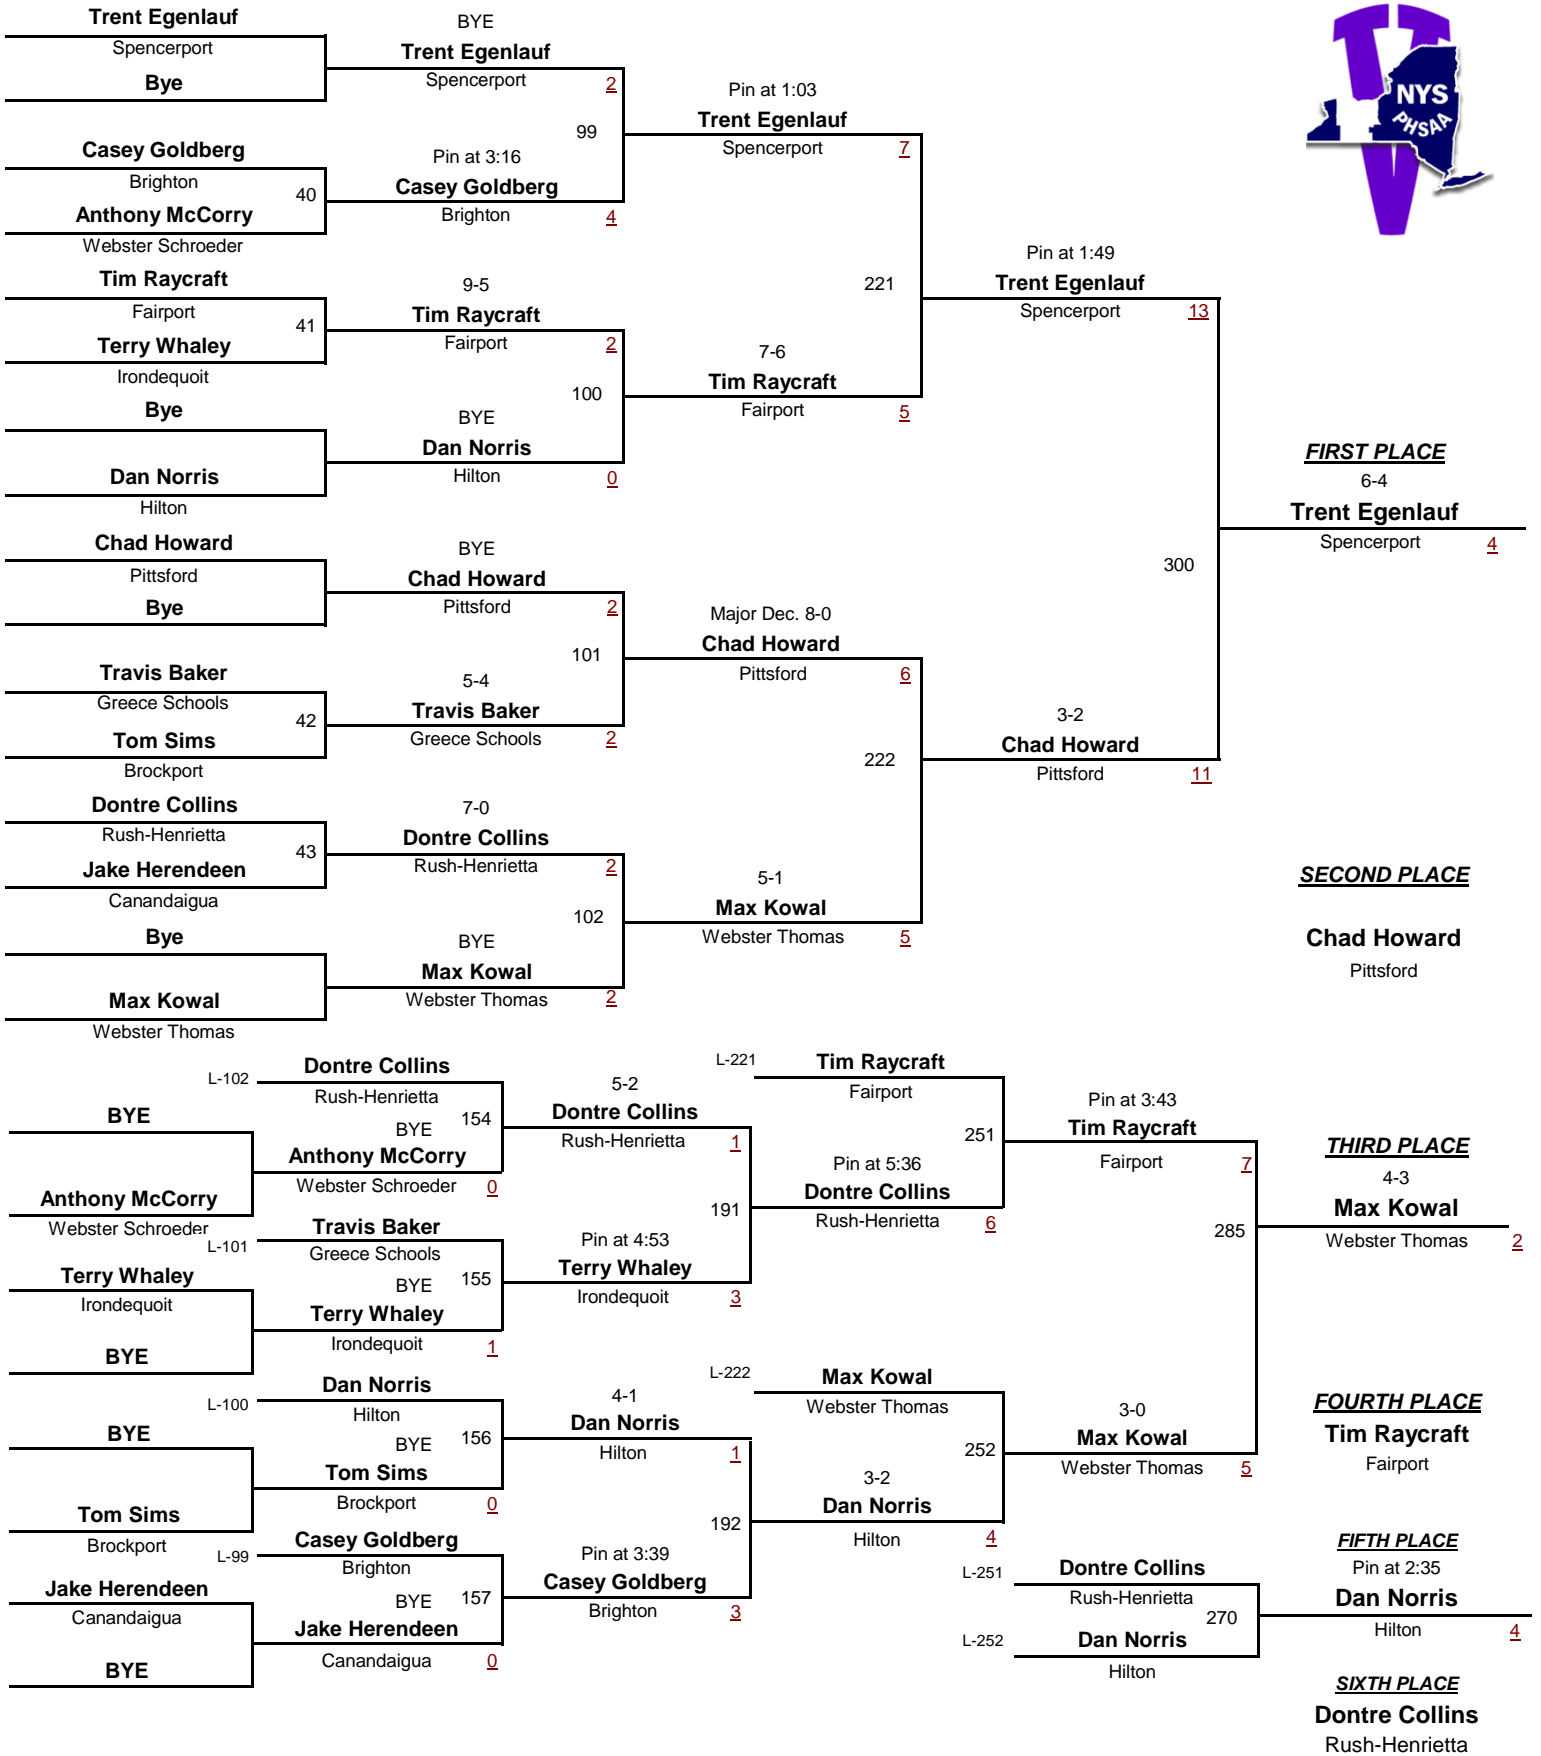 Trent Egenlauf
Spencerport
Bye
Casey Goldberg
Brighton
40
Anthony McCorry
Webster Schroeder
Tim Raycraft
Fairport
41
Terry Whaley
Irondequoit
Bye
Dan Norris
Hilton
Chad Howard
Pittsford
Bye
Travis Baker
Greece Schools
42
Tom Sims
Brockport
Dontre Collins
Rush-Henrietta
43
Jake Herendeen
Canandaigua
Bye
Max Kowal
Webster Thomas
BYE
Trent Egenlauf
Spencerport
2
99
Pin at 3:16
Casey Goldberg
Brighton
4
9-5
Tim Raycraft
Fairport
2
100
BYE
Dan Norris
Hilton
0
BYE
Chad Howard
Pittsford
2
101
5-4
Travis Baker
Greece Schools
2
7-0
Dontre Collins
Rush-Henrietta
2
102
BYE
Max Kowal
Webster Thomas
2
Pin at 1:03
Trent Egenlauf
Spencerport
7
221
7-6
Tim Raycraft
Fairport
5
Major Dec. 8-0
Chad Howard
Pittsford
6
222
5-1
Max Kowal
Webster Thomas
5
Pin at 1:49
Trent Egenlauf
Spencerport
13
300
3-2
Chad Howard
Pittsford
11
V
NYS
PHSAA
FIRST PLACE
6-4
Trent Egenlauf
Spencerport
4
SECOND PLACE
Chad Howard
Pittsford
BYE
Anthony McCorry
Webster Schroeder
Terry Whaley
Irondequoit
BYE
BYE
Tom Sims
Brockport
Jake Herendeen
Canandaigua
BYE
L-102
Dontre Collins
Rush-Henrietta
154
BYE
Anthony McCorry
Webster Schroeder
0
L-101
Travis Baker
Greece Schools
155
BYE
Terry Whaley
Irondequoit
1
L-100
Dan Norris
Hilton
156
BYE
Tom Sims
Brockport
0
L-99
Casey Goldberg
Brighton
157
BYE
Jake Herendeen
Canandaigua
0
5-2
Dontre Collins
Rush-Henrietta
1
191
Pin at 4:53
Terry Whaley
Irondequoit
3
4-1
Dan Norris
Hilton
1
192
Pin at 3:39
Casey Goldberg
Brighton
3
L-221
Tim Raycraft
Fairport
251
Pin at 5:36
Dontre Collins
Rush-Henrietta
6
L-222
Max Kowal
Webster Thomas
252
3-2
Dan Norris
Hilton
4
Pin at 3:43
Tim Raycraft
Fairport
7
285
3-0
Max Kowal
Webster Thomas
5
L-251
Dontre Collins
Rush-Henrietta
270
L-252
Dan Norris
Hilton
THIRD PLACE
4-3
Max Kowal
Webster Thomas
2
FOURTH PLACE
Tim Raycraft
Fairport
FIFTH PLACE
Pin at 2:35
Dan Norris
Hilton
4
SIXTH PLACE
Dontre Collins
Rush-Henrietta